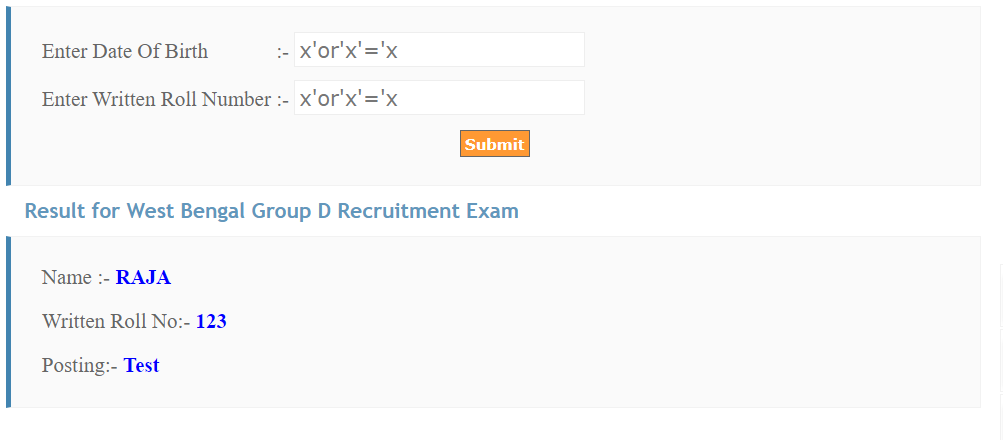 Enter Date Of Birth :- x'or'x'='x
Enter Written Roll Number :- x'or'x'='x
Submit
Result for West Bengal Group D Recruitment Exam
Name :- RAJA
Written Roll No:- 123
Posting:- Test